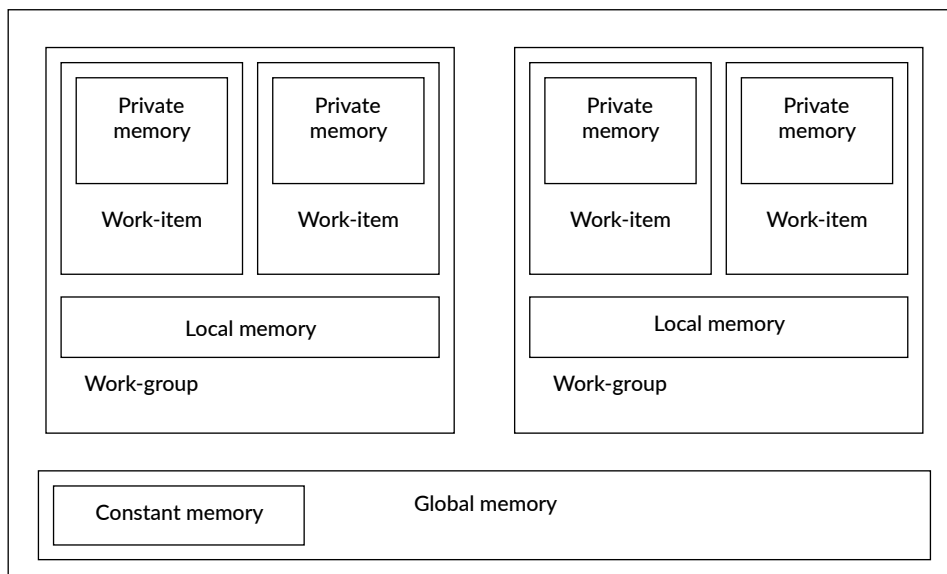 Private
memory
Private
memory
Private
memory
Private
memory
Work-item
Work-item
Work-item
Work-item
Local memory
Local memory
Work-group
Work-group
Constant memory
Global memory